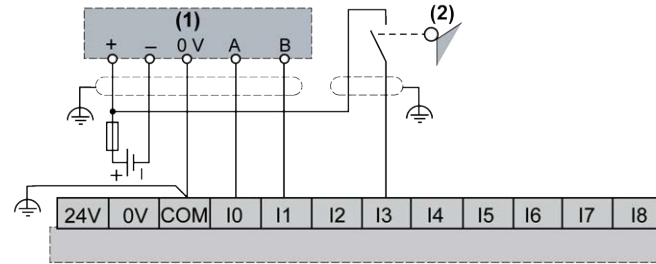 (1)
(2)
+ – 0 V A B
+ –
24V 0V COM I0 I1 I2 I3 I4 I5 I6 I7 I8